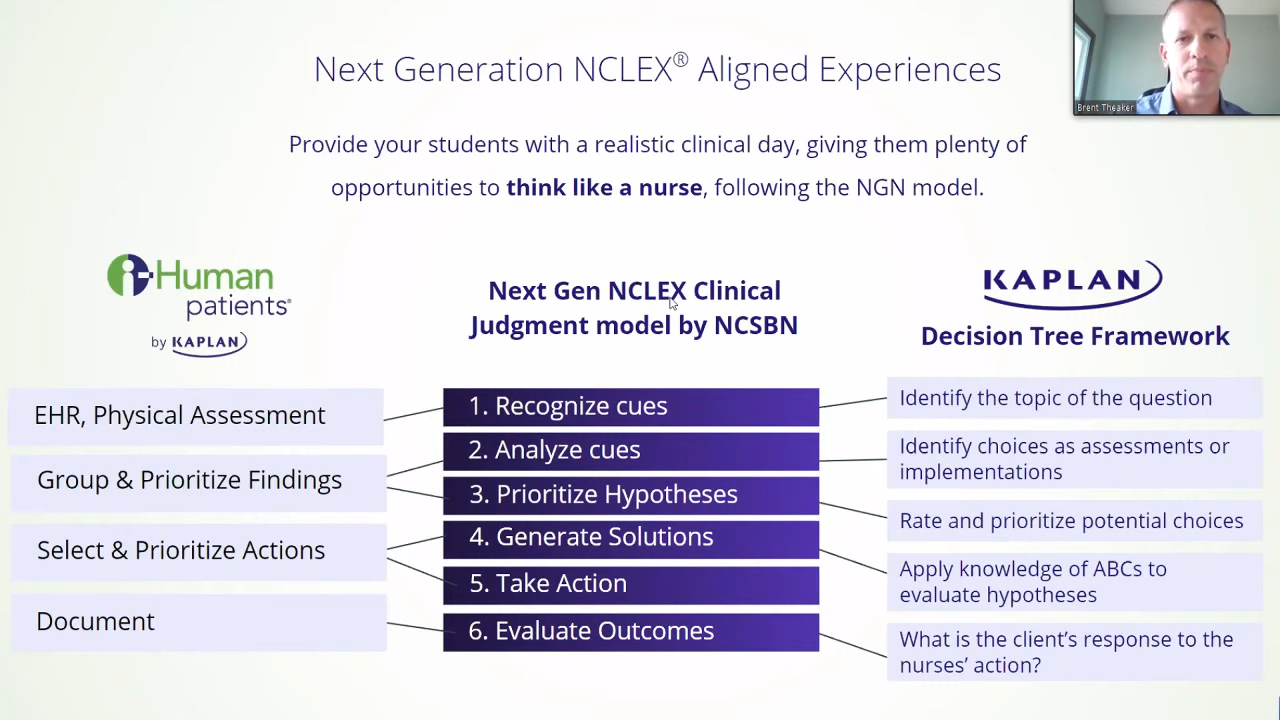 Next Generation NCLEX® Aligned Experiences
Brent Theaker
Provide your students with a realistic clinical day, giving them plenty of
opportunities to think like a nurse, following the NGN model.
i-Human
patients®
by KAPLAN
Next Gen NCLEX Clinical
Judgment model by NCSBN
KAPLAN
Decision Tree Framework
EHR, Physical Assessment
Group & Prioritize Findings
Select & Prioritize Actions
Document
1. Recognize cues
2. Analyze cues
3. Prioritize Hypotheses
4. Generate Solutions
5. Take Action
6. Evaluate Outcomes
Identify the topic of the question
Identify choices as assessments or
implementations
Rate and prioritize potential choices
Apply knowledge of ABCs to
evaluate hypotheses
What is the client’s response to the
nurses’ action?